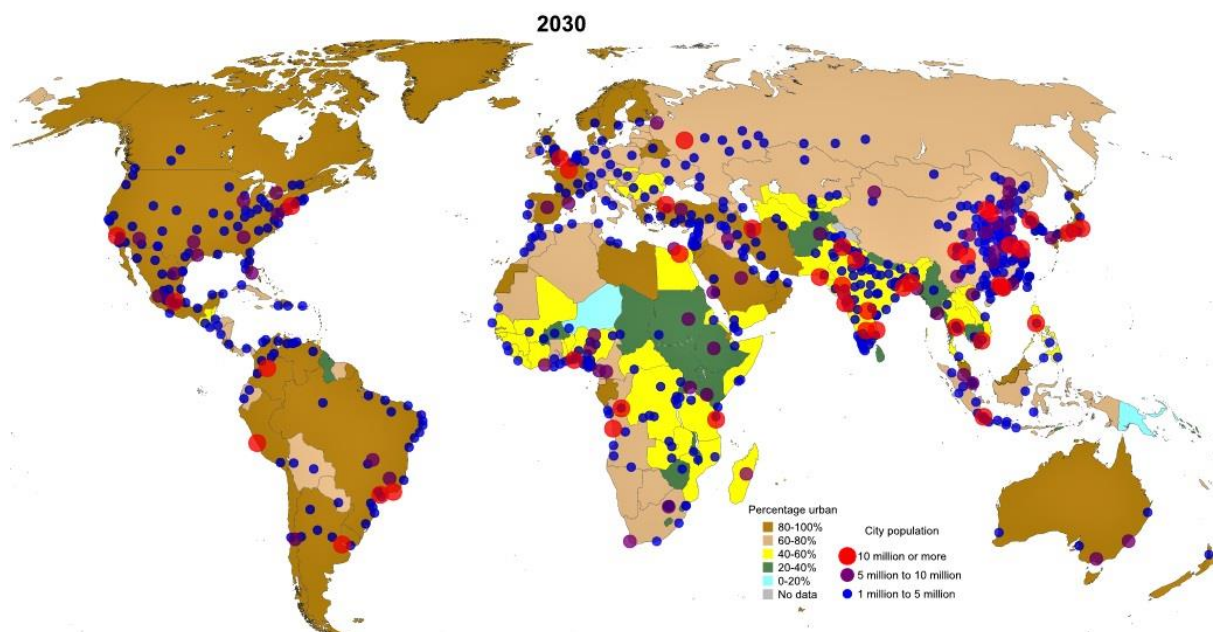 2030
Percentage urban
80-100%
60-80%
40-60%
20-40%
0-20%
No data
City population
10 million or more
5 million to 10 million
1 million to 5 million